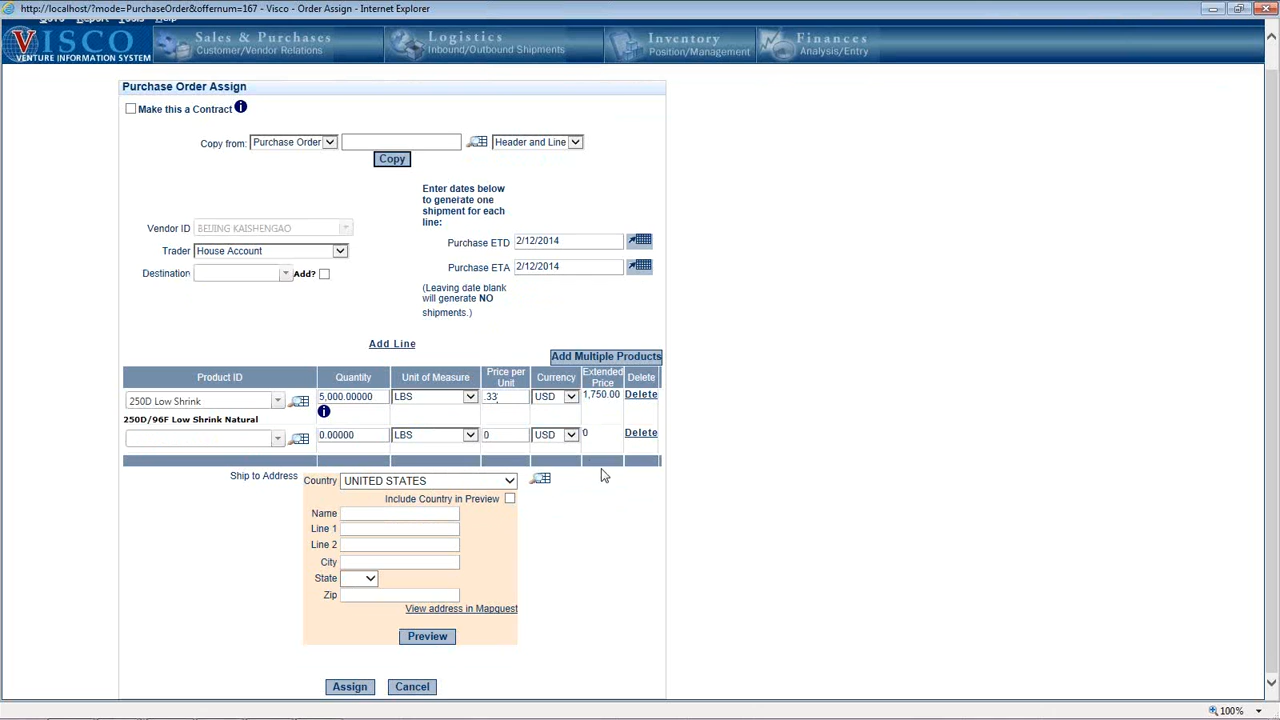 http://localhost/?mode=PurchaseOrder&offernum=167 - Visco - Order Assign - Internet Explorer
VISCO
VENTURE INFORMATION SYSTEM
Sales & Purchases
Customer/Vendor Relations
Logistics
Inbound/Outbound Shipments
Inventory
Position/Management
Finances
Analysis/Entry
Purchase Order Assign
Make this a Contract
Copy from: Purchase Order Header and Line
Copy
Enter dates below
to generate one
shipment for each
line:
Vendor ID BEIJING KAISHENGAO
Purchase ETD 2/12/2014
Trader House Account
Purchase ETA 2/12/2014
Destination Add?
(Leaving date blank
will generate NO
shipments.)
Add Line
Add Multiple Products
Product ID Quantity Unit of Measure Price per Unit Currency Extended Price Delete
250D Low Shrink 5,000.00000 LBS .33 USD 1,750.00 Delete
250D/96F Low Shrink Natural
0.00000 LBS 0 USD 0 Delete
Ship to Address Country UNITED STATES
Include Country in Preview
Name
Line 1
Line 2
City
State
Zip
View address in Mapquest
Preview
Assign Cancel
100%